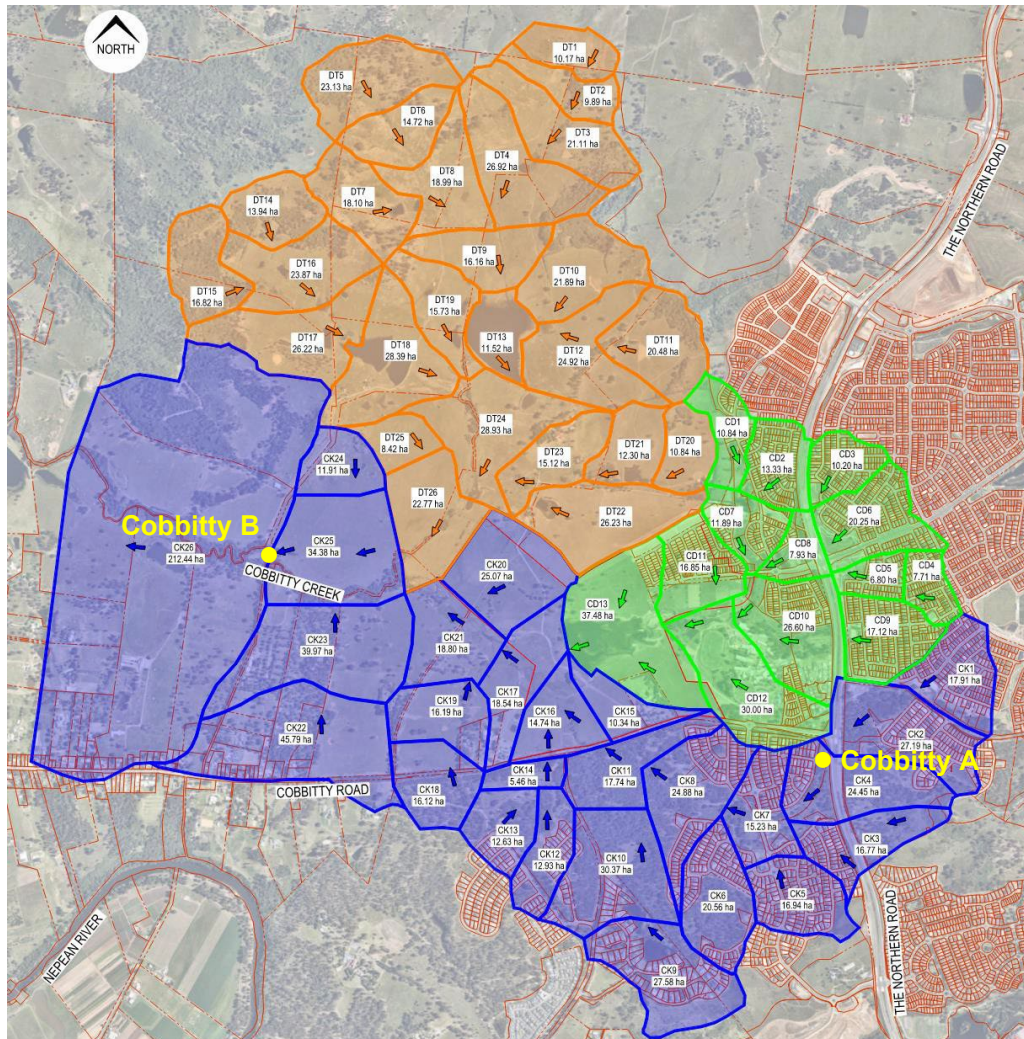 NORTH
DT1
10.17 ha
DT5
23.13 ha
DT2
9.89 ha
DT6
14.72 ha
DT3
21.11 ha
DT4
26.92 ha
DT8
18.99 ha
DT7
18.10 ha
DT14
13.94 ha
DT9
16.16 ha
DT16
23.87 ha
DT10
21.89 ha
DT15
16.82 ha
DT19
15.73 ha
DT17
26.22 ha
DT18
28.39 ha
DT13
11.52 ha
DT12
24.92 ha
DT11
20.48 ha
THE NORTHERN ROAD
DT24
28.93 ha
CD1
10.84 ha
DT25
8.42 ha
DT23
15.12 ha
DT21
12.30 ha
DT20
10.84 ha
CD2
13.33 ha
CD3
10.20 ha
CK24
11.91 ha
DT26
22.77 ha
DT22
26.23 ha
CD7
11.89 ha
CD6
20.25 ha
Cobbitty B
CK26
212.44 ha
CK25
34.38 ha
CD8
7.93 ha
CD11
16.85 ha
CD5
6.80 ha
CD4
7.71 ha
COBBITTY CREEK
CK20
25.07 ha
CD13
37.48 ha
CD10
26.60 ha
CD9
17.12 ha
CK23
39.97 ha
CK21
18.80 ha
CK1
17.91 ha
CK19
16.19 ha
CK17
18.54 ha
CD12
30.00 ha
CK22
45.79 ha
CK16
14.74 ha
CK15
10.34 ha
CK2
27.19 ha
Cobbitty A
CK14
5.46 ha
CK11
17.74 ha
CK8
24.88 ha
CK4
24.45 ha
COBBITTY ROAD
CK18
16.12 ha
CK7
15.23 ha
CK13
12.63 ha
CK3
16.77 ha
CK12
12.93 ha
CK10
30.37 ha
CK6
20.56 ha
CK5
16.94 ha
NEPEAN RIVER
CK9
27.58 ha
THE NORTHERN ROAD